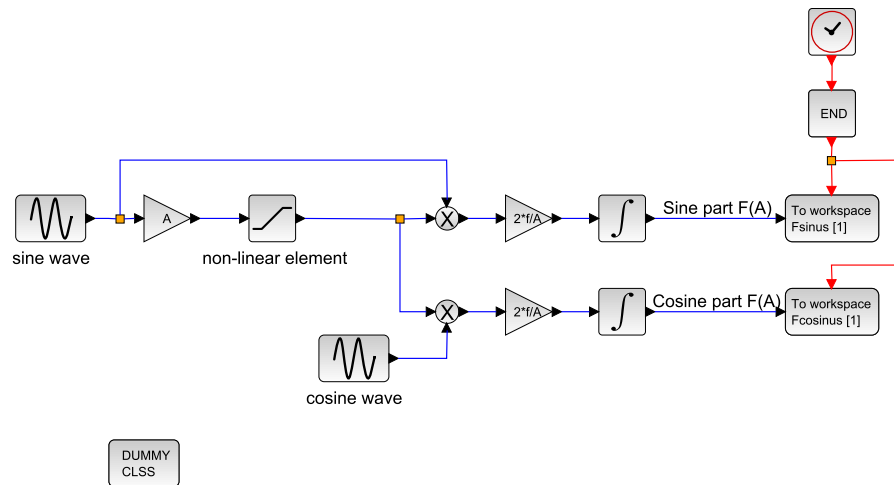 END
Sine part F(A)
A
X
2*f/A
To workspace
Fsinus [1]
sine wave
non-linear element
Cosine part F(A)
X
2*f/A
To workspace
Fcosinus [1]
cosine wave
DUMMY
CLSS